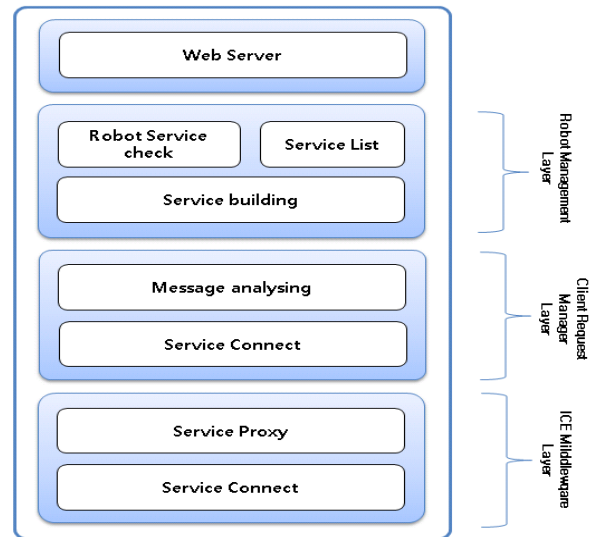 Web Server
Robot Service
check
Service List
Service building
Robot Management
Layer
Message analysing
Service Connect
Client Request
Manager
Layer
Service Proxy
Service Connect
ICE Milddlewqare
Layer